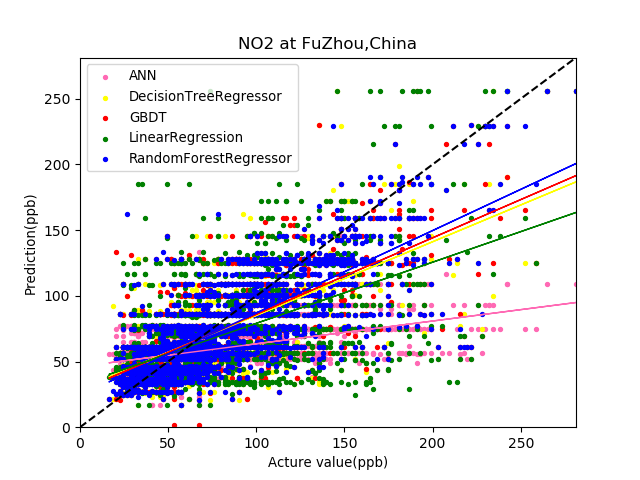 NO2 at FuZhou,China
ANN
DecisionTreeRegressor
GBDT
LinearRegression
RandomForestRegressor
Prediction(ppb)
250
200
150
100
50
0
0 50 100 150 200 250
Acture value(ppb)